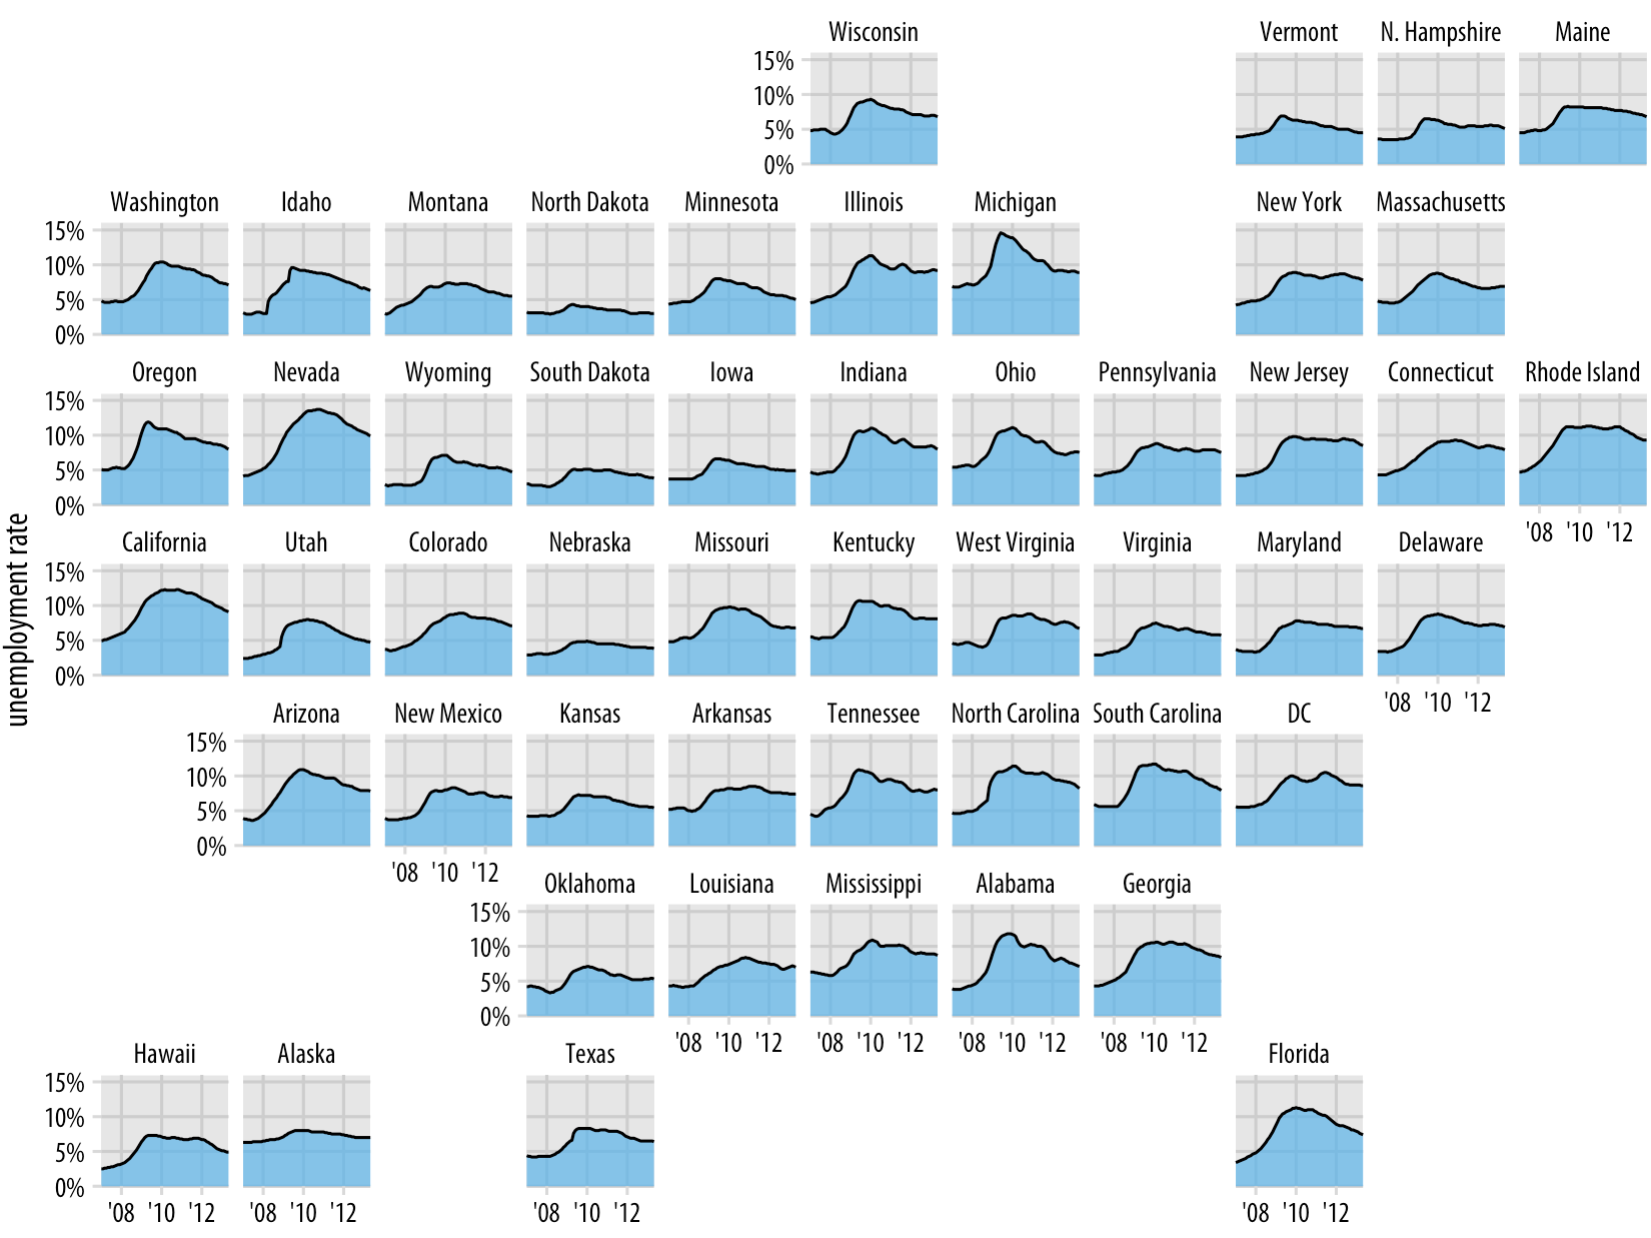 Wisconsin Vermont N. Hampshire Maine
15%
10%
5%
0%
Washington Idaho Montana North Dakota Minnesota Illinois Michigan New York Massachusetts
15%
10%
5%
0%
Oregon Nevada Wyoming South Dakota Iowa Indiana Ohio Pennsylvania New Jersey Connecticut Rhode Island
15%
10%
5%
0%
'08 '10 '12
unemployment rate
California Utah Colorado Nebraska Missouri Kentucky West Virginia Virginia Maryland Delaware
15%
10%
5%
0%
'08 '10 '12
Arizona New Mexico Kansas Arkansas Tennessee North Carolina South Carolina DC
15%
10%
5%
0%
'08 '10 '12
Oklahoma Louisiana Mississippi Alabama Georgia
15%
10%
5%
0%
'08 '10 '12 '08 '10 '12 '08 '10 '12 '08 '10 '12
Hawaii Alaska Texas Florida
15%
10%
5%
0%
'08 '10 '12 '08 '10 '12 '08 '10 '12 '08 '10 '12